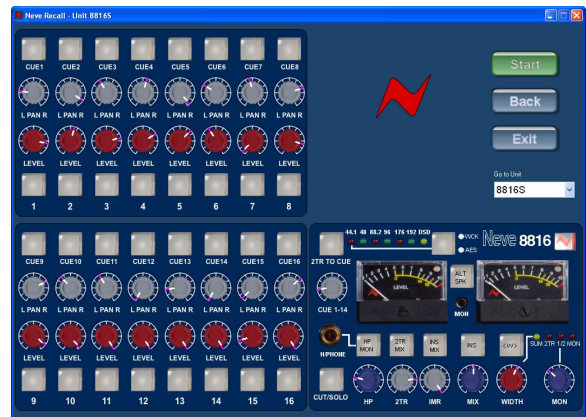 Neve Recall - Unit 8816S
CUE1 CUE2 CUE3 CUE4 CUE5 CUE6 CUE7 CUE8
L PAN R L PAN R L PAN R L PAN R L PAN R L PAN R L PAN R L PAN R
LEVEL LEVEL LEVEL LEVEL LEVEL LEVEL LEVEL LEVEL
1 2 3 4 5 6 7 8
Start
Back
Exit
Go to Unit
8816S
CUE9 CUE10 CUE11 CUE12 CUE13 CUE14 CUE15 CUE16
L PAN R L PAN R L PAN R L PAN R L PAN R L PAN R L PAN R L PAN R
LEVEL LEVEL LEVEL LEVEL LEVEL LEVEL LEVEL LEVEL
9 10 11 12 13 14 15 16
44.1 48 88.2 96 176 192 DSD
WCK
AES
Neve 8816
2TR TO CUE
CUE 1-14
LEVEL
ALT
SPK
LEVEL
MON
H/PHONE
HP
MON
2TR
MIX
INS
MIX
INS
<W>
SUM 2TR 1/2 MON
CUT/SOLO
HP 2TR IMR MIX WIDTH MON